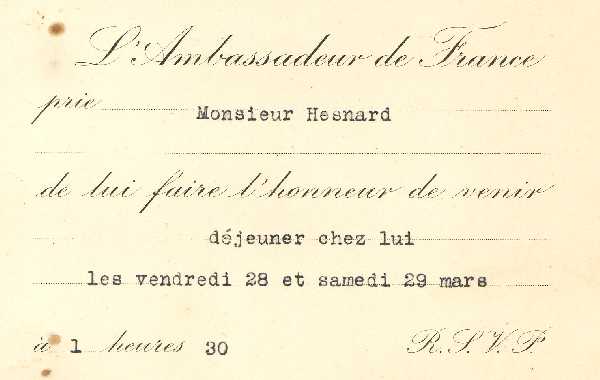 L'Ambassadeur de France
prie Monsieur Hesnard
de lui faire l'honneur de venir
déjeuner chez lui
les vendredi 28 et samedi 29 mars
à 1 heures 30 R.S.V.P.